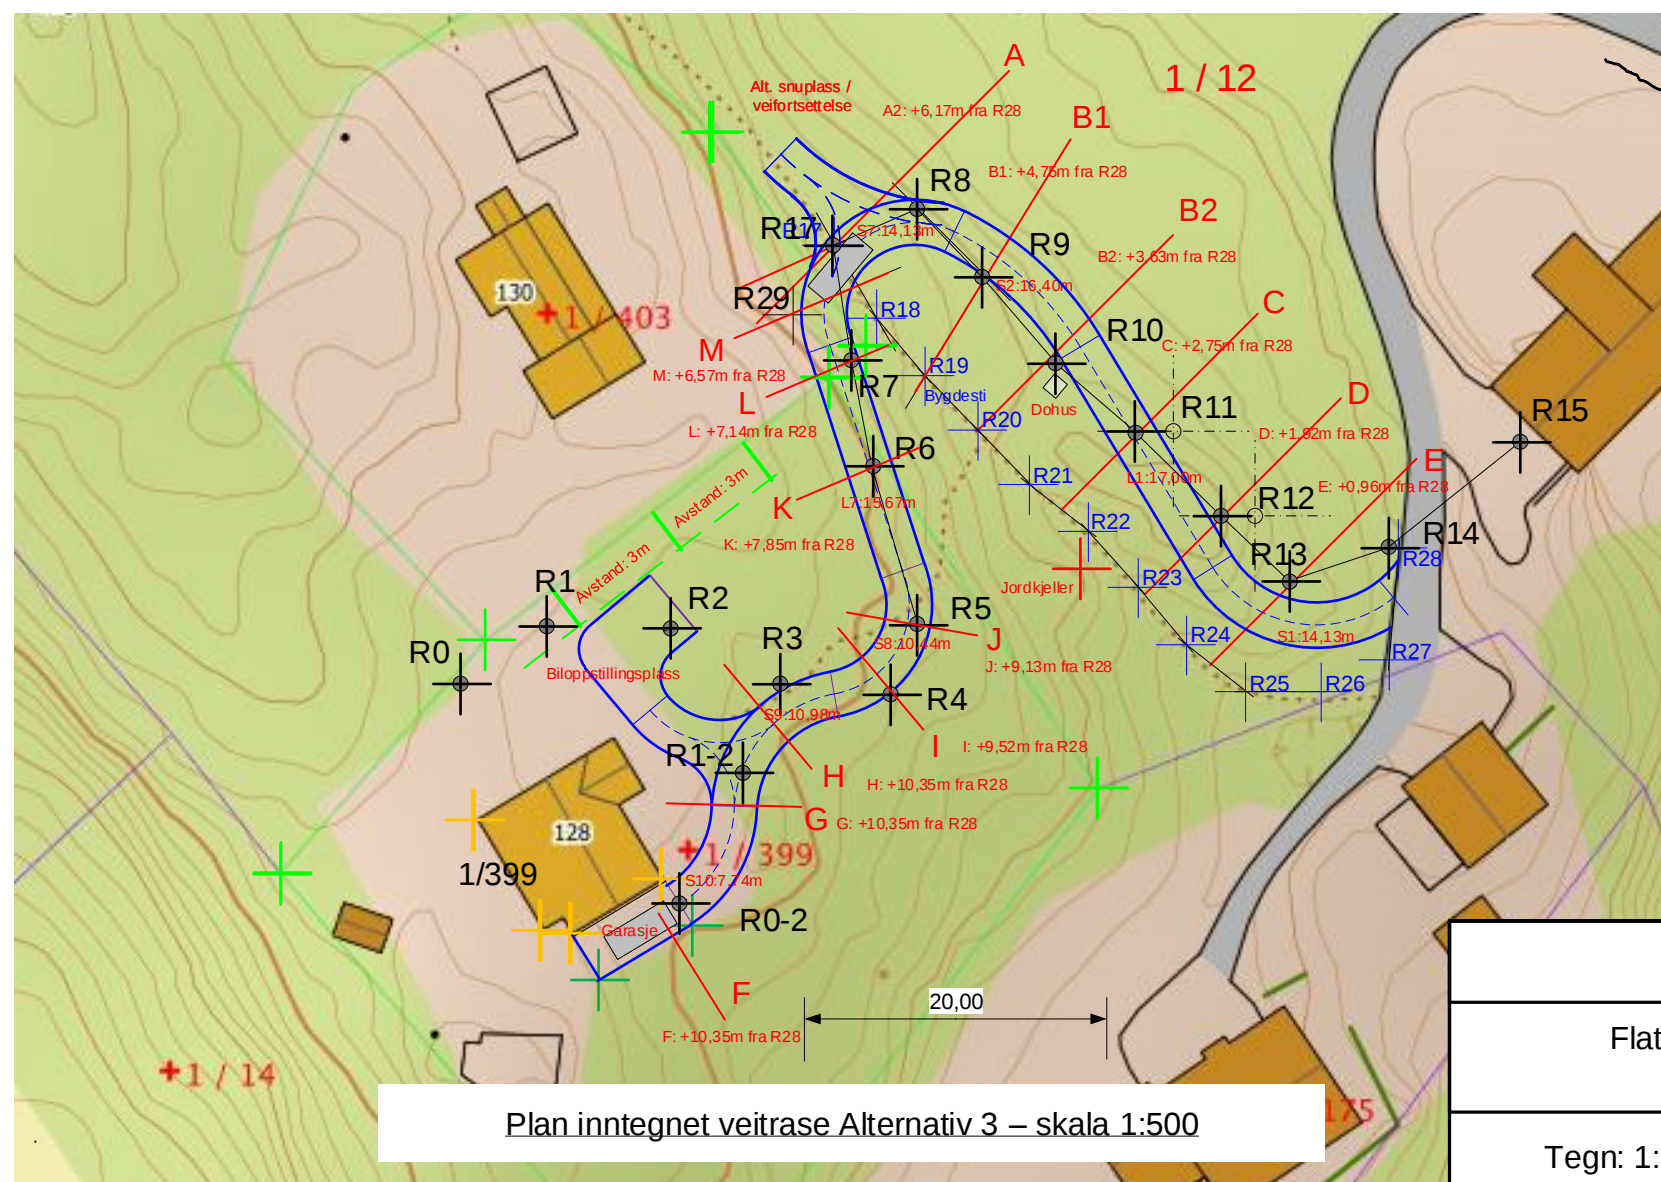 A
1 / 12
Alt. snuplass /
veifortsettelse
A2: +6,17m fra R28
B1
B1: +4,75m fra R28
R8
B2
R17
S7:14,13m
R9
B2: +3,63m fra R28
130
1 / 403
R29
S2:16,40m
R18
C
R10
C: +2,75m fra R28
M
M: +6,57m fra R28
R7
R19
Bygdesti
L
Dohus
D
R11
R15
R20
L: +7,14m fra R28
D: +1,92m fra R28
R6
E
Avstand: 3m
K
L7:15,67m
R21
L1:17,00m
E: +0,96m fra R28
R12
R22
K: +7,85m fra R28
R14
R13
R28
Avstand: 3m
R1
Jordkjeller
R23
R2
R5
R0
R3
S8:10,44m
J
R24
S1:14,13m
R27
J: +9,13m fra R28
Biloppstillingsplass
R25
R26
R4
S9:10,98m
I
I: +9,52m fra R28
R1-2
H
H: +10,35m fra R28
G
G: +10,35m fra R28
128
1 / 399
1/399
S10:7,74m
Garasje
R0-2
F
20,00
F: +10,35m fra R28
1 / 14
Flat
175
Plan inntegnet veitrase Alternativ 3 – skala 1:500
Tegn: 1: